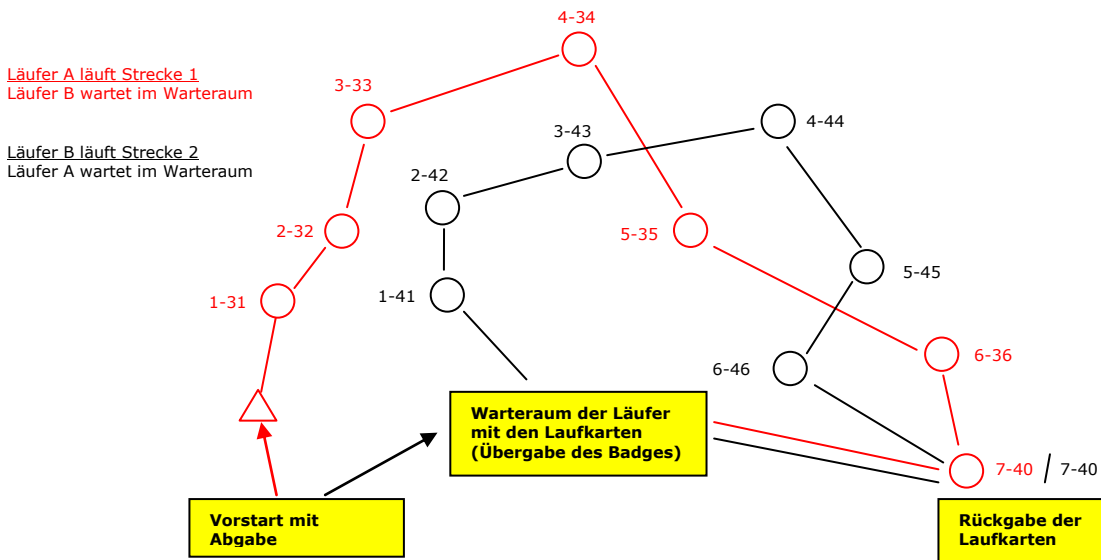 4-34
Läufer A läuft Strecke 1
Läufer B wartet im Warteraum
3-33
4-44
3-43
Läufer B läuft Strecke 2
Läufer A wartet im Warteraum
2-42
2-32
5-35
5-45
1-31
1-41
6-36
6-46
Warteraum der Läufer
mit den Laufkarten
(Übergabe des Badges)
7-40 / 7-40
Vorstart mit
Abgabe
Rückgabe der
Laufkarten